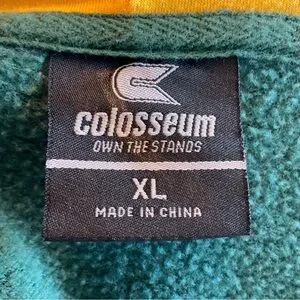 colosseum
OWN THE STANDS
XL
MADE IN CHINA